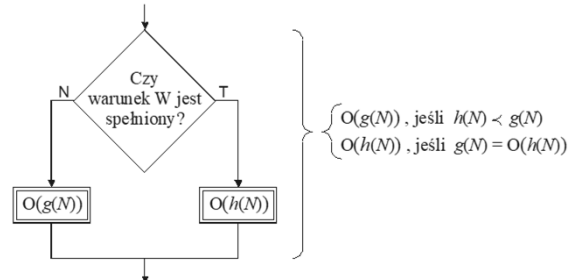 Czy
warunek W jest
spełniony?
N
T
O(g(N))
O(h(N))
O(g(N)) , jeśli h(N) ≺ g(N)
O(h(N)) , jeśli g(N) = O(h(N))